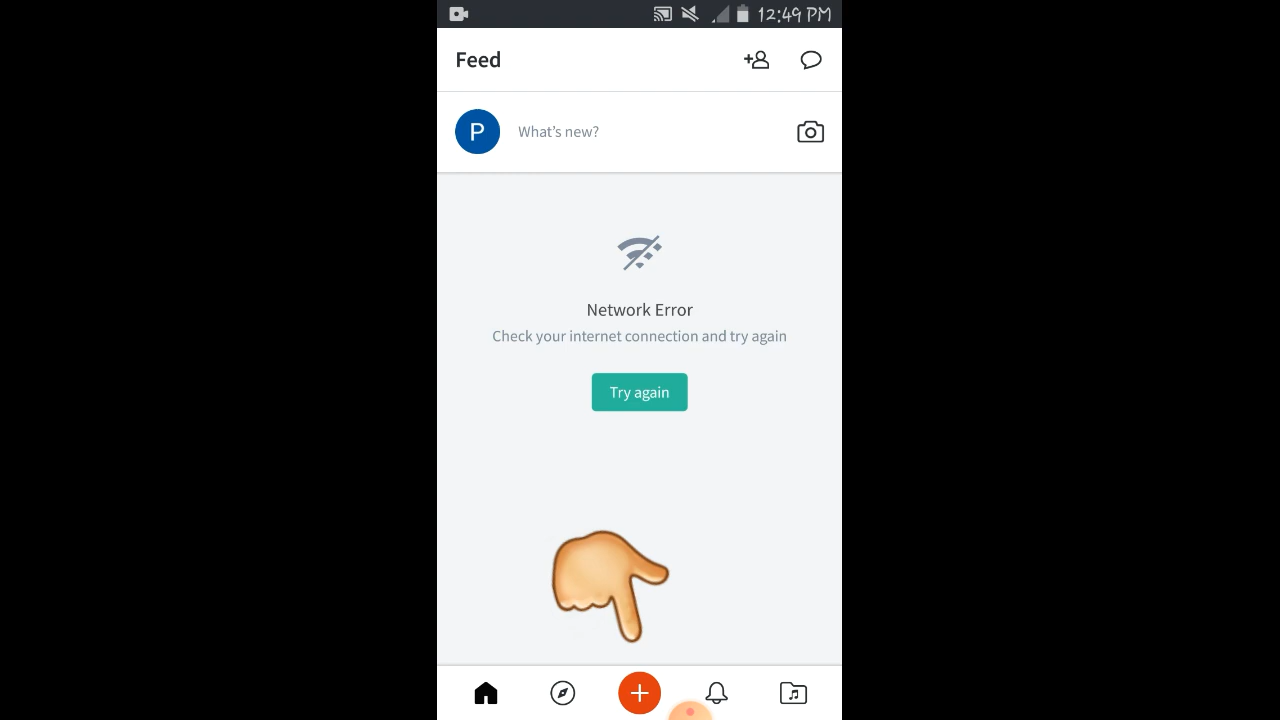 12:49 PM
Feed
P
What's new?
Network Error
Check your internet connection and try again
Try again